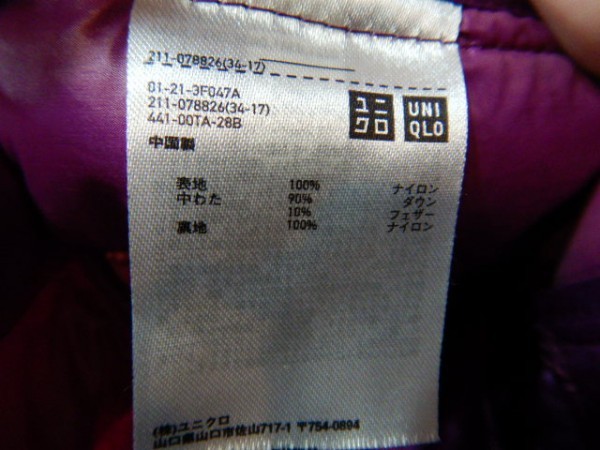 211-078826(34-17)
01-21-3F047A
211-078826(34-17)
441-00TA-28B
ユニ
クロ
UNI
QLO
中国製
表地 100% ナイロン
中わた 90% ダウン
10% フェザー
裏地 100% ナイロン
(株)ユニクロ
山口県山口市佐山717-1 〒754-0894